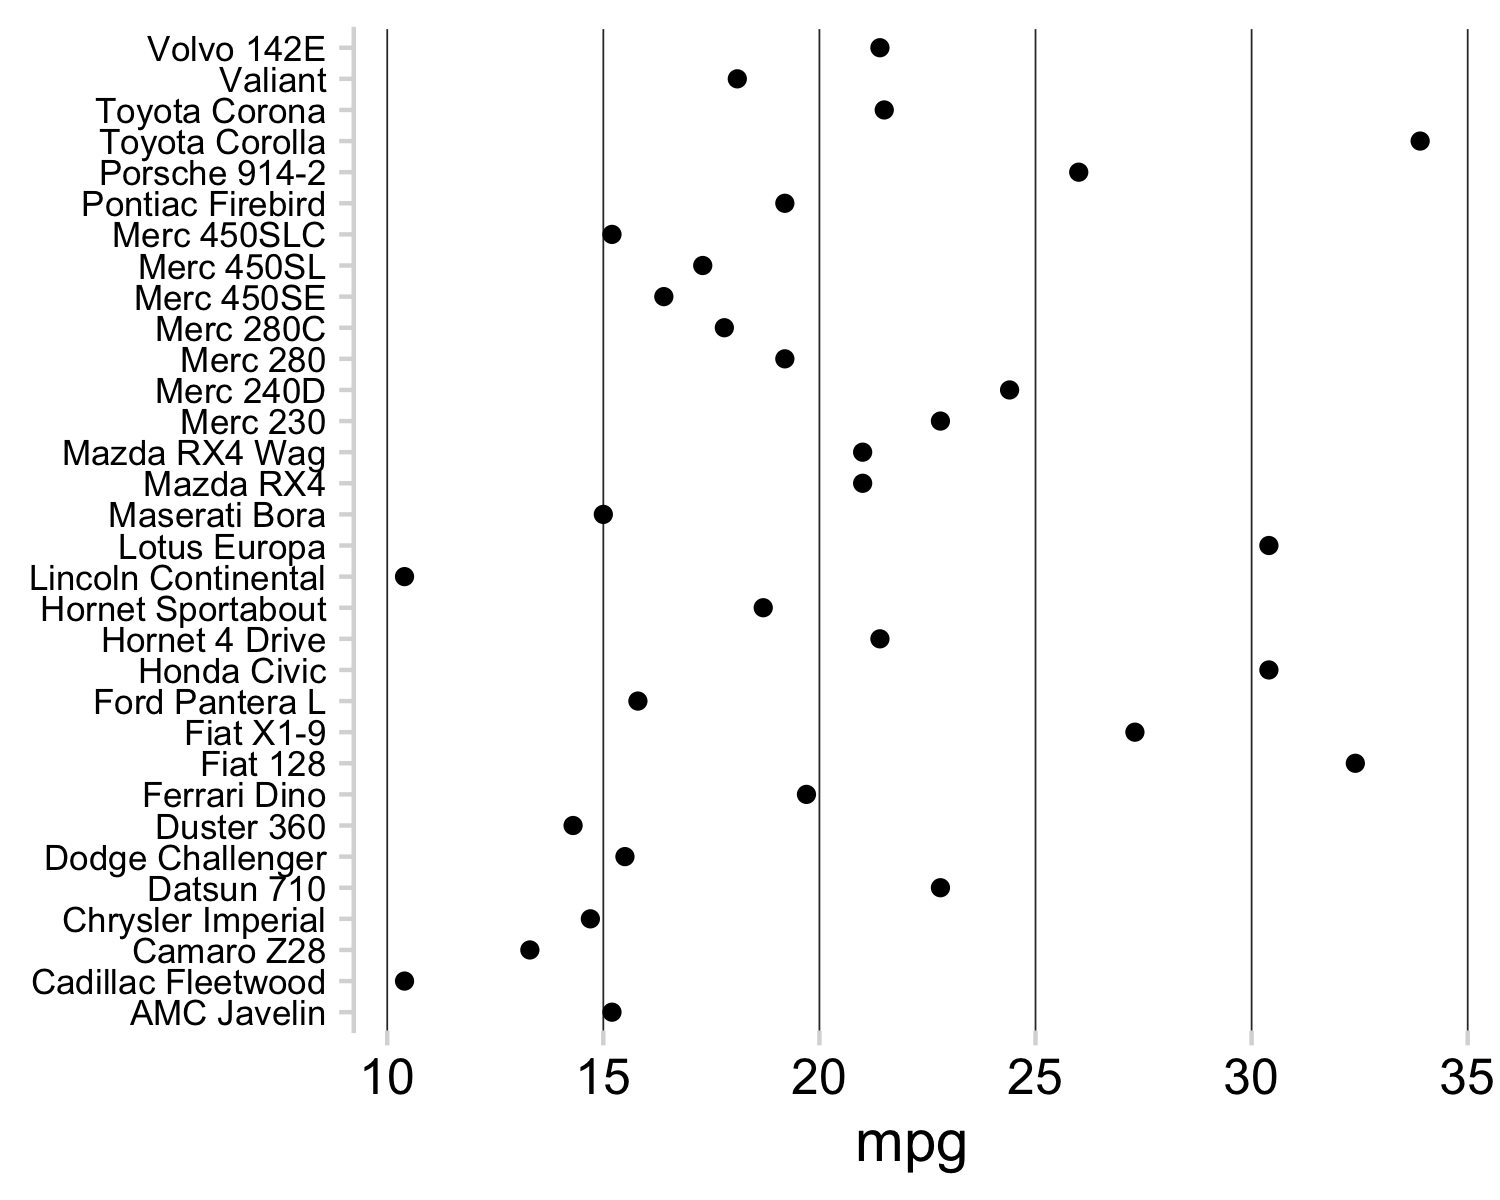 Volvo 142E
Valiant
Toyota Corona
Toyota Corolla
Porsche 914-2
Pontiac Firebird
Merc 450SLC
Merc 450SL
Merc 450SE
Merc 280C
Merc 280
Merc 240D
Merc 230
Mazda RX4 Wag
Mazda RX4
Maserati Bora
Lotus Europa
Lincoln Continental
Hornet Sportabout
Hornet 4 Drive
Honda Civic
Ford Pantera L
Fiat X1-9
Fiat 128
Ferrari Dino
Duster 360
Dodge Challenger
Datsun 710
Chrysler Imperial
Camaro Z28
Cadillac Fleetwood
AMC Javelin
10 15 20 25 30 35
mpg